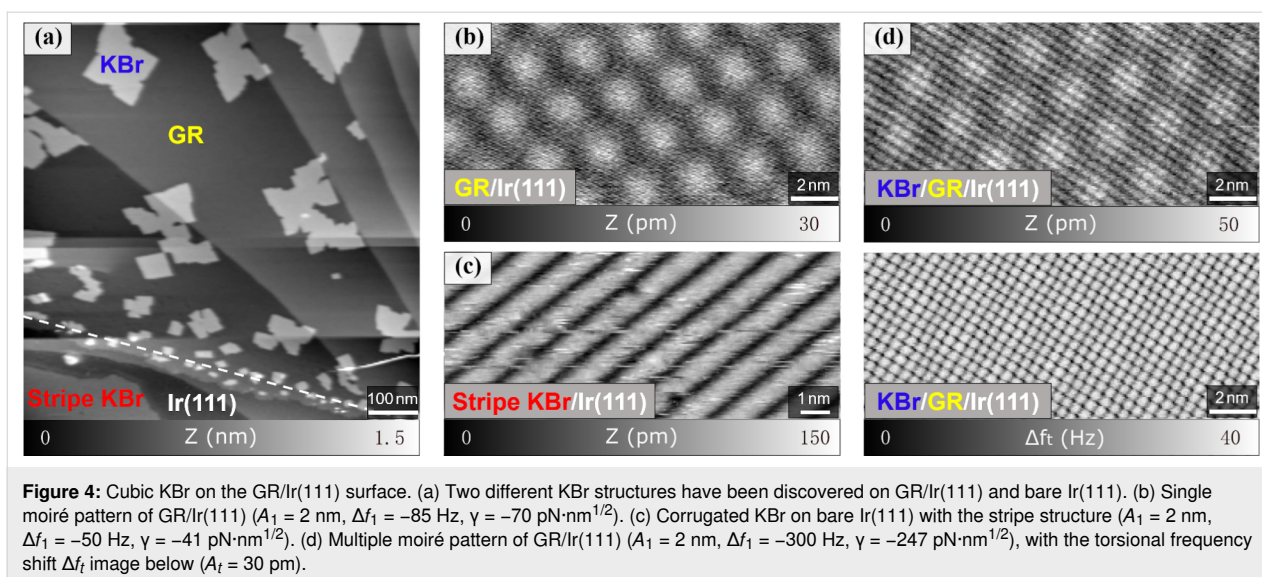 (a)
KBr
GR
Stripe KBr
Ir(111)
100nm
0 Z (nm) 1.5
(b)
GR/Ir(111)
2 nm
0 Z (pm) 30
(c)
Stripe KBr/Ir(111)
1 nm
0 Z (pm) 150
(d)
KBr/GR/Ir(111)
2 nm
0 Z (pm) 50
KBr/GR/Ir(111)
2 nm
0 Δft (Hz) 40
Figure 4: Cubic KBr on the GR/Ir(111) surface. (a) Two different KBr structures have been discovered on GR/Ir(111) and bare Ir(111). (b) Single
moiré pattern of GR/Ir(111) (A1 = 2 nm, Δf1 = −85 Hz, γ = −70 pN·nm1/2). (c) Corrugated KBr on bare Ir(111) with the stripe structure (A1 = 2 nm,
Δf1 = −50 Hz, γ = −41 pN·nm1/2). (d) Multiple moiré pattern of GR/Ir(111) (A1 = 2 nm, Δf1 = −300 Hz, γ = −247 pN·nm1/2), with the torsional frequency
shift Δft image below (At = 30 pm).